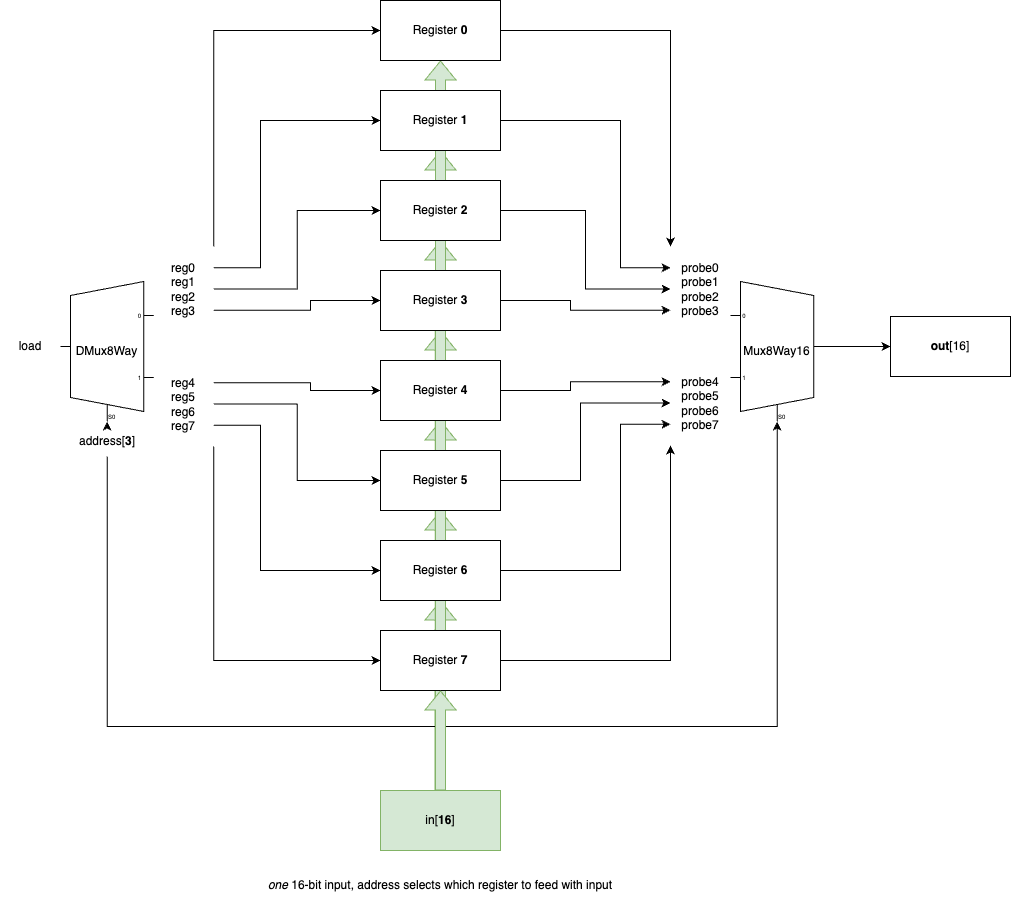 Register 0
Register 1
Register 2
Register 3
Register 4
Register 5
Register 6
Register 7
reg0
reg1
reg2
reg3
reg4
reg5
reg6
reg7
load
DMux8Way
0
1
S0
address[3]
probe0
probe1
probe2
probe3
probe4
probe5
probe6
probe7
Mux8Way16
0
1
S0
out[16]
in[16]
one 16-bit input, address selects which register to feed with input